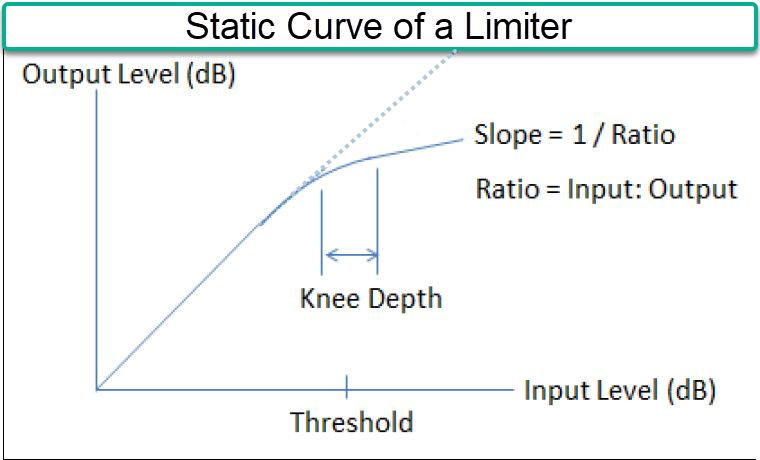 Static Curve of a Limiter
Output Level (dB)
Slope = 1 / Ratio
Ratio = Input: Output
Knee Depth
Input Level (dB)
Threshold